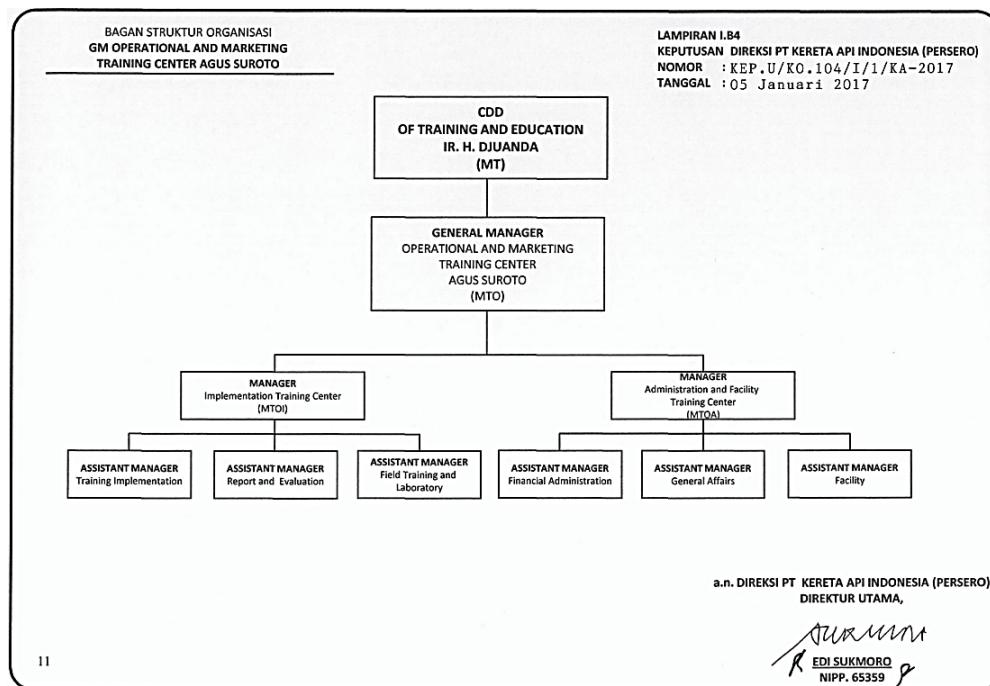 BAGAN STRUKTUR ORGANISASI
GM OPERATIONAL AND MARKETING
TRAINING CENTER AGUS SUROTO
LAMPIRAN I.B4
KEPUTUSAN DIREKSI PT KERETA API INDONESIA (PERSERO)
NOMOR : KEP.U/KO.104/I/1/KA-2017
TANGGAL : 05 Januari 2017
CDD
OF TRAINING AND EDUCATION
IR. H. DJUANDA
(MT)
GENERAL MANAGER
OPERATIONAL AND MARKETING
TRAINING CENTER
AGUS SUROTO
(MTO)
MANAGER
Implementation Training Center
(MTOI)
MANAGER
Administration and Facility
Training Center
(MTOA)
ASSISTANT MANAGER
Training Implementation
ASSISTANT MANAGER
Report and Evaluation
ASSISTANT MANAGER
Field Training and
Laboratory
ASSISTANT MANAGER
Financial Administration
ASSISTANT MANAGER
General Affairs
ASSISTANT MANAGER
Facility
a.n. DIREKSI PT KERETA API INDONESIA (PERSERO)
DIREKTUR UTAMA,
EDI SUKMORO
NIPP. 65359
11